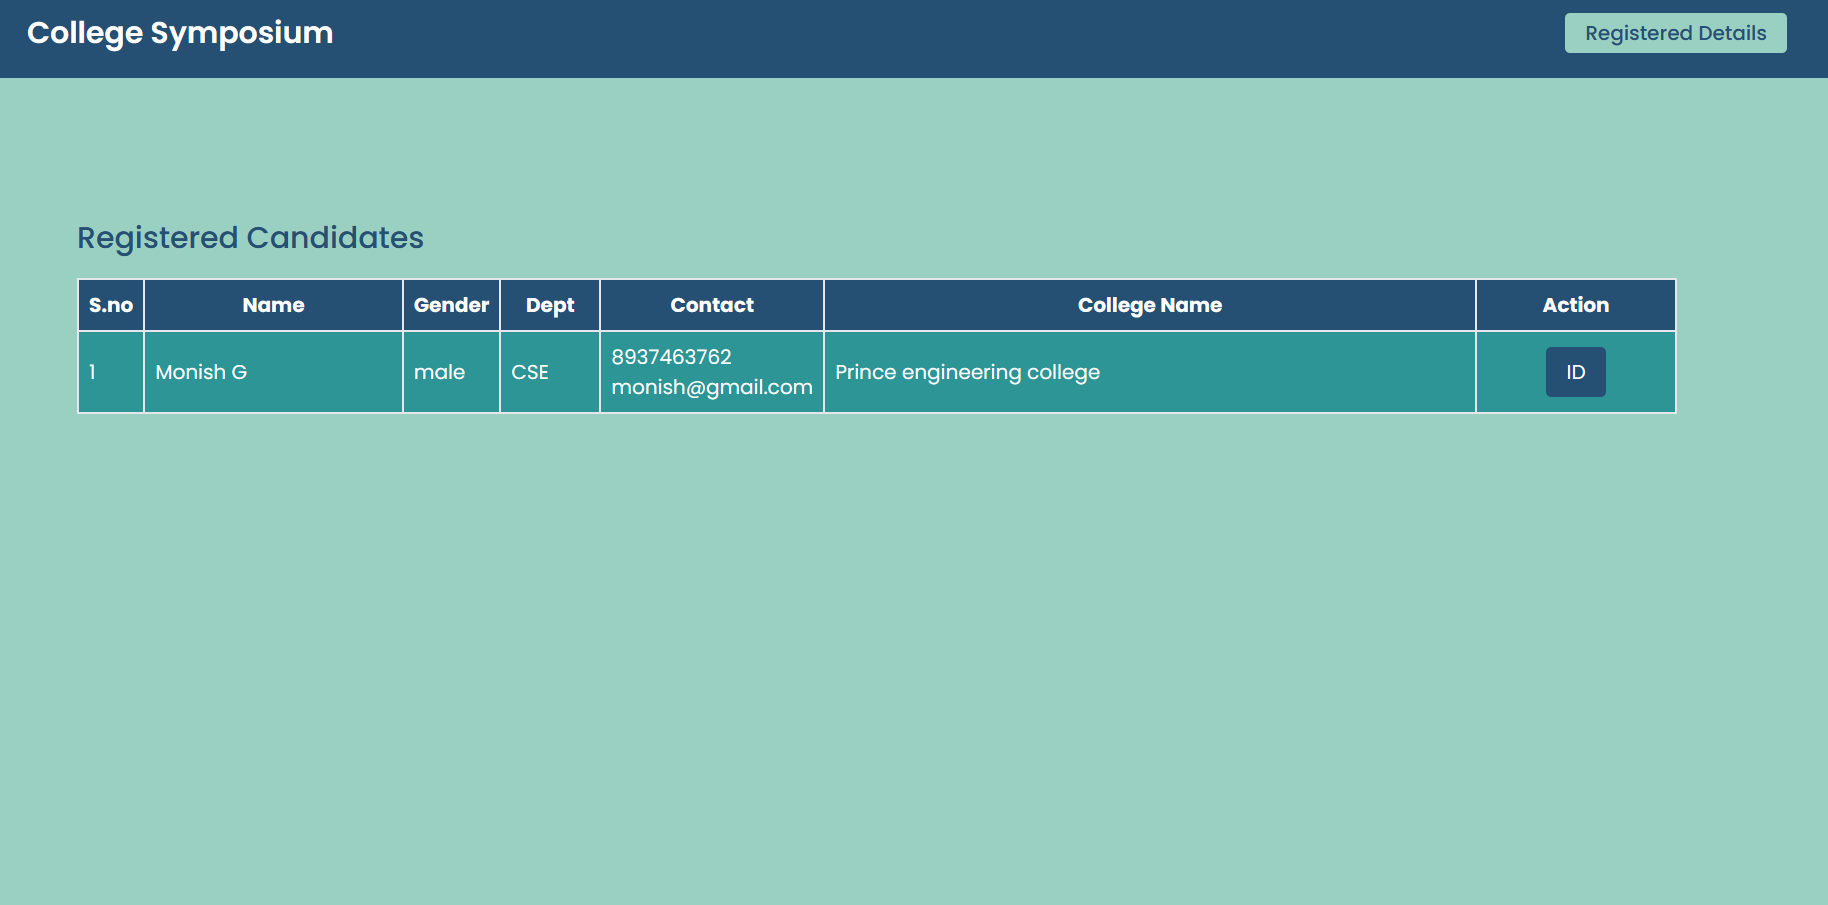 College Symposium
Registered Details
Registered Candidates
S.no Name Gender Dept Contact College Name Action
1 Monish G male CSE 8937463762 Prince engineering college ID
monish@gmail.com